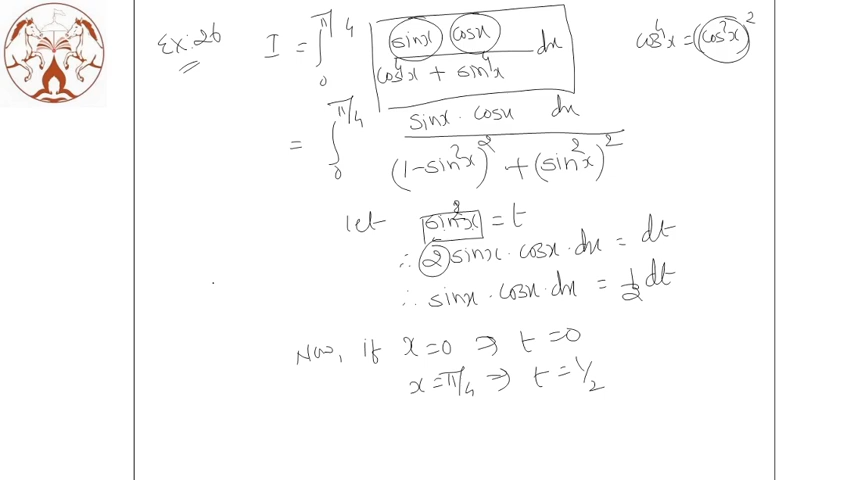 Ex:26 I = ∫₀^(π/4) sinx cosx / (cos⁴x + sin⁴x) dx cos⁴x = (cos²x)²
= ∫₀^(π/4) sinx · cosx dx / ((1-sin²x)² + (sin²x)²)
let sin²x = t
∴ 2 sinx · cosx · dx = dt
∴ sinx · cosx · dx = 1/2 dt
Now, if x=0 ⇒ t=0
x=π/4 ⇒ t=1/2